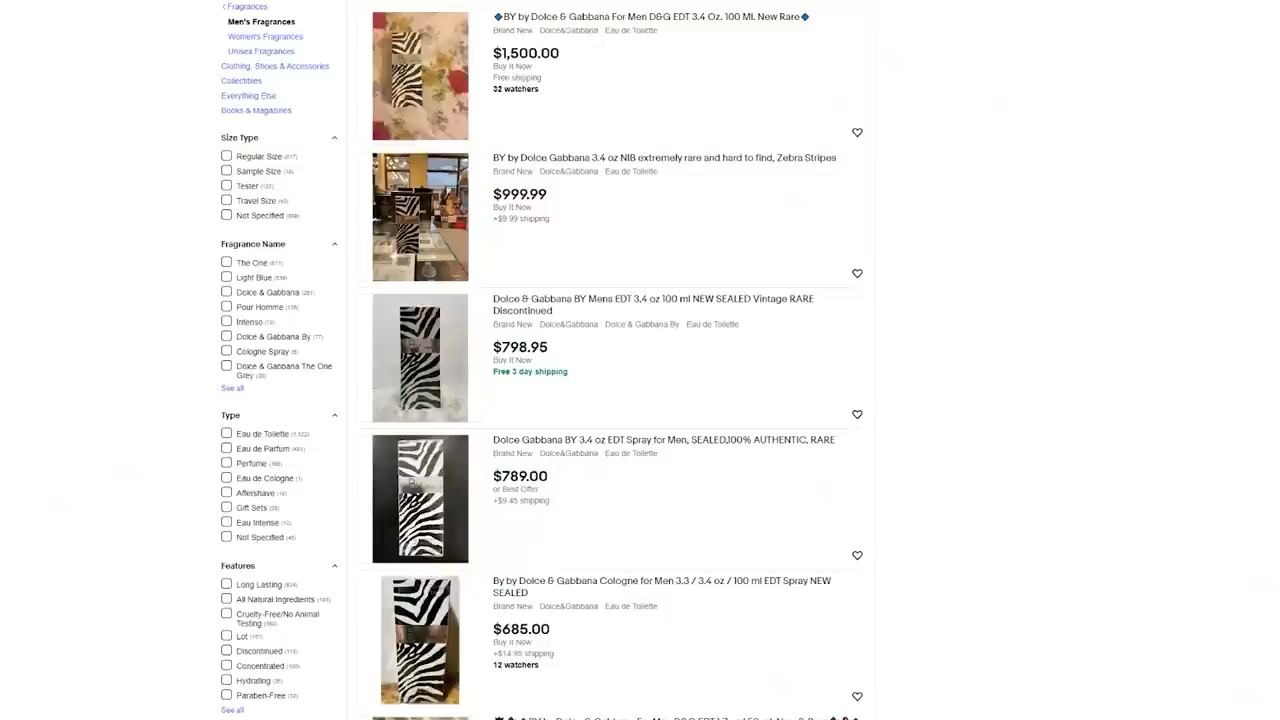 Fragrances
Men's Fragrances
Women's Fragrances
Unisex Fragrances
Clothing, Shoes & Accessories
Collectibles
Everything Else
Books & Magazines
Size Type
Regular Size
Sample Size
Tester
Travel Size
Not Specified
Fragrance Name
The One
Light Blue
Dolce & Gabbana
Pour Homme
Intenso
Dolce & Gabbana By (77)
Cologne Spray
Dolce & Gabbana The One
Grey
See all
Type
Eau de Toilette (1,122)
Eau de Parfum
Perfume
Eau de Cologne (1)
Aftershave
Gift Sets
Eau Intense
Not Specified
Features
Long Lasting
All Natural Ingredients
Cruelty-Free/No Animal
Testing
Lot
Discontinued
Concentrated
Hydrating
Paraben-Free
See all
BY by Dolce & Gabbana For Men D&G EDT 3.4 Oz. 100 Ml. New Rare
Brand New Dolce&Gabbana Eau de Toilette
$1,500.00
Buy It Now
Free shipping
32 watchers
BY by Dolce Gabbana 3.4 oz NIB extremely rare and hard to find, Zebra Stripes
Brand New Dolce&Gabbana Eau de Toilette
$999.99
Buy It Now
+$9.99 shipping
Dolce & Gabbana BY Mens EDT 3.4 oz 100 ml NEW SEALED Vintage RARE
Discontinued
Brand New Dolce&Gabbana Dolce & Gabbana By Eau de Toilette
$798.95
Buy It Now
Free 3 day shipping
Dolce Gabbana BY 3.4 oz EDT Spray for Men, SEALED,100% AUTHENTIC, RARE
Brand New Dolce&Gabbana Eau de Toilette
$789.00
or Best Offer
+$9.45 shipping
By by Dolce & Gabbana Cologne for Men 3.3 / 3.4 oz / 100 ml EDT Spray NEW
SEALED
Brand New Dolce&Gabbana Eau de Toilette
$685.00
Buy It Now
+$14.95 shipping
12 watchers